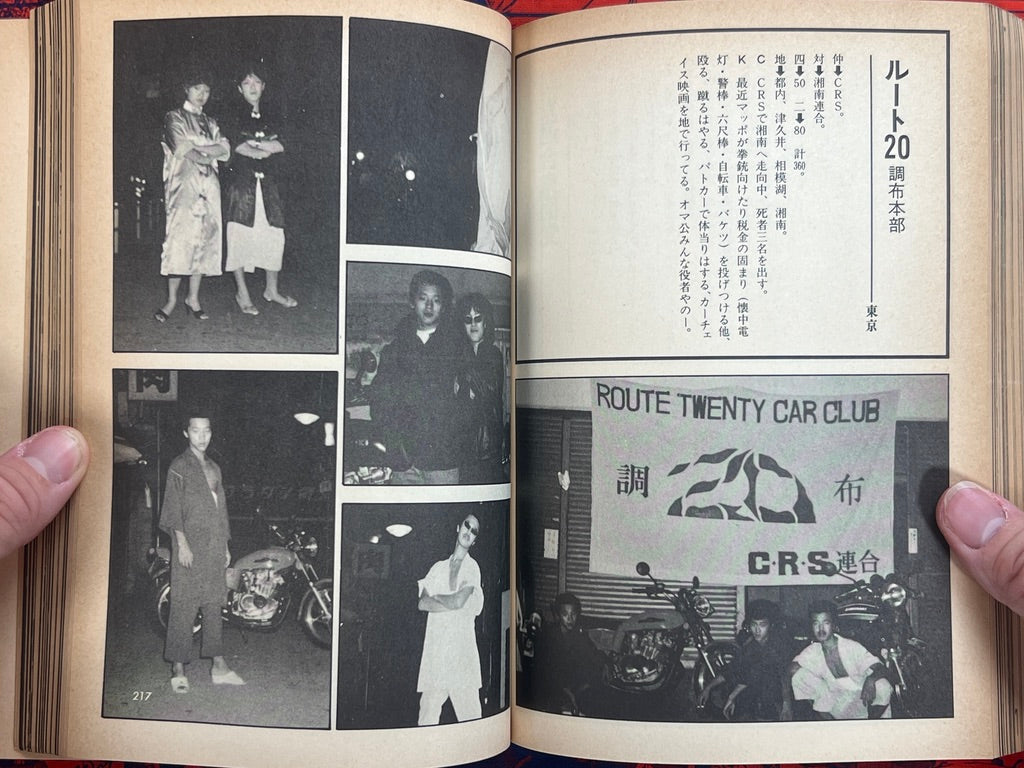 ルート20 調布本部
東京
仲➡CRS。
対➡湘南連合。
四➡50 二➡80 計360。
地➡都内、津久井、相模湖、湘南。
C CRSで湘南へ走向中、死者三名を出す。
K 最近マッポが拳銃向けたり税金の固まり（懐中電
灯・警棒・六尺棒・自転車・バケツ）を投げつける他、
殴る、蹴るはやる、パトカーで体当りはする、カーチェ
イス映画を地で行ってる。オマ公みんな役者やのー。
ROUTE TWENTY CAR CLUB
調 20 布
C·R·S連合
217